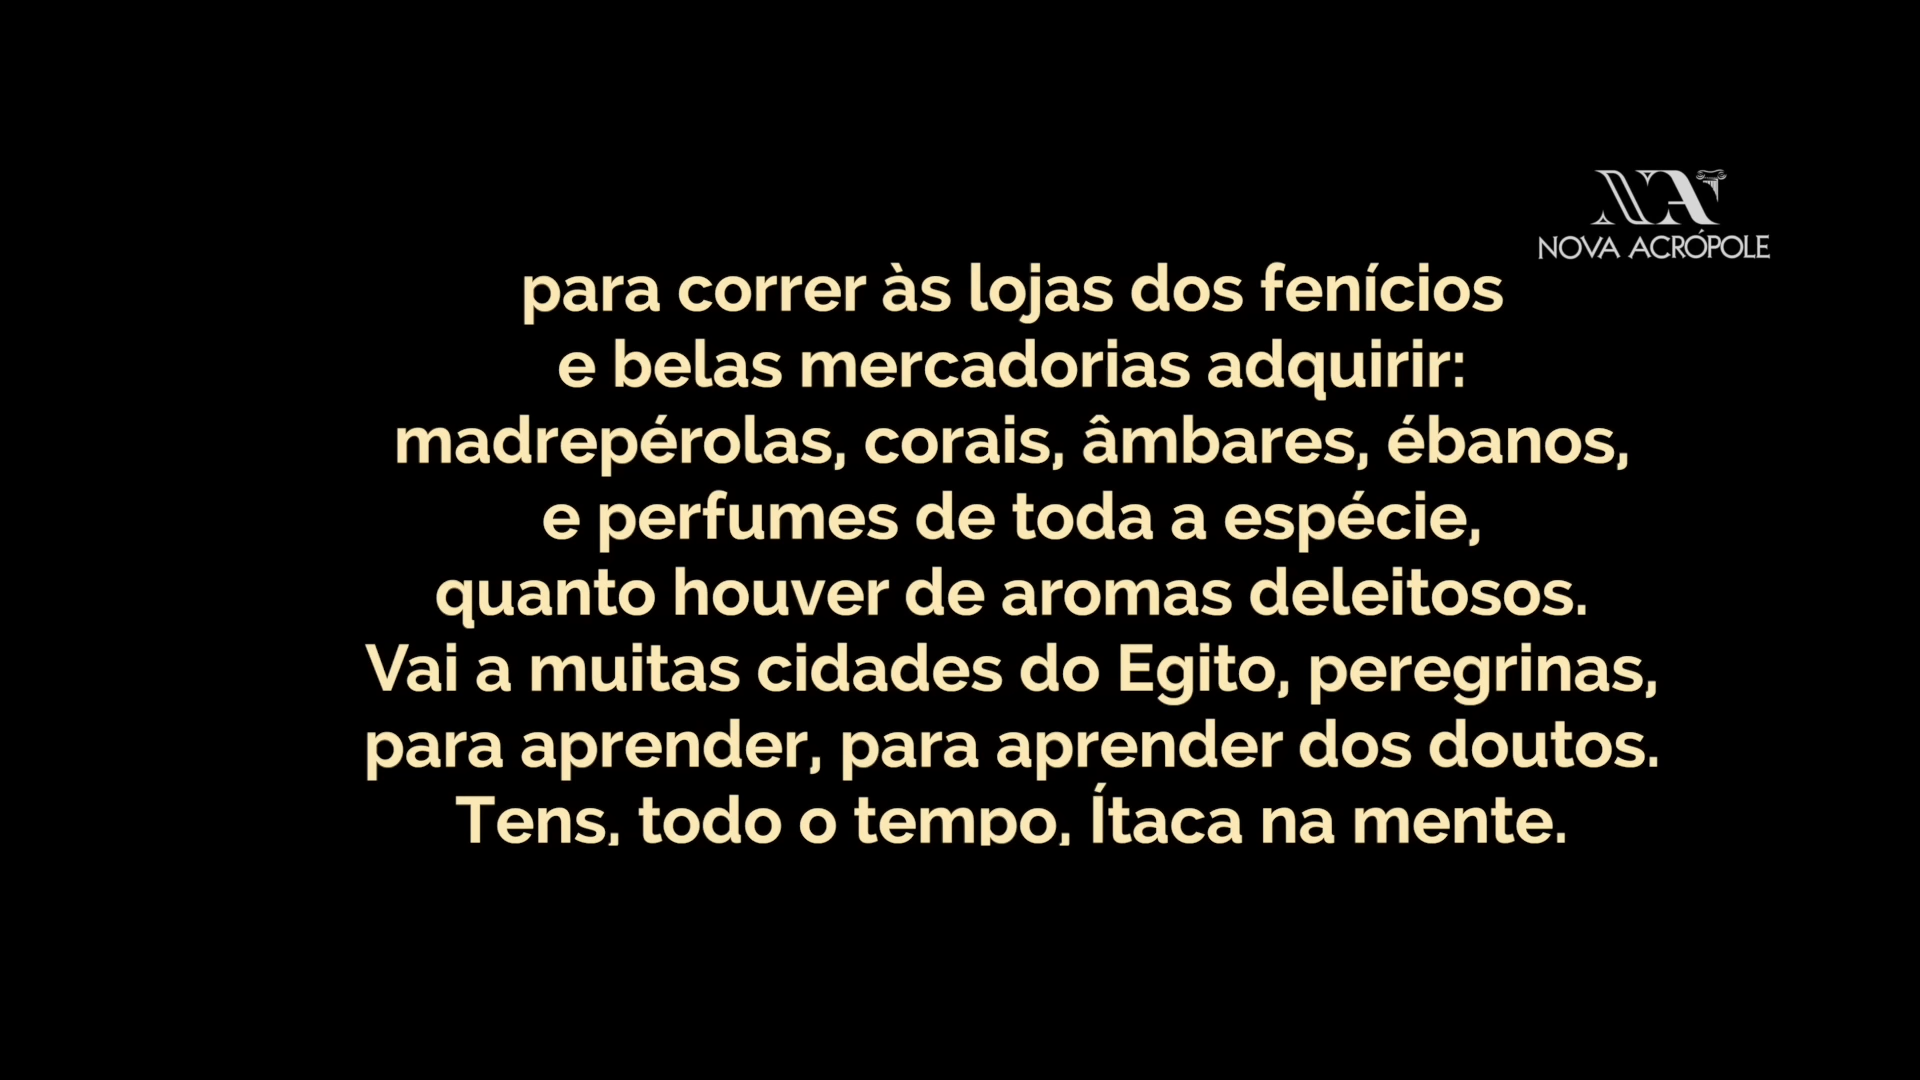 NOVA ACRÓPOLE
para correr às lojas dos fenícios
e belas mercadorias adquirir:
madrepérolas, corais, âmbares, ébanos,
e perfumes de toda a espécie,
quanto houver de aromas deleitosos.
Vai a muitas cidades do Egito, peregrinas,
para aprender, para aprender dos doutos.
Tens, todo o tempo, Ítaca na mente.